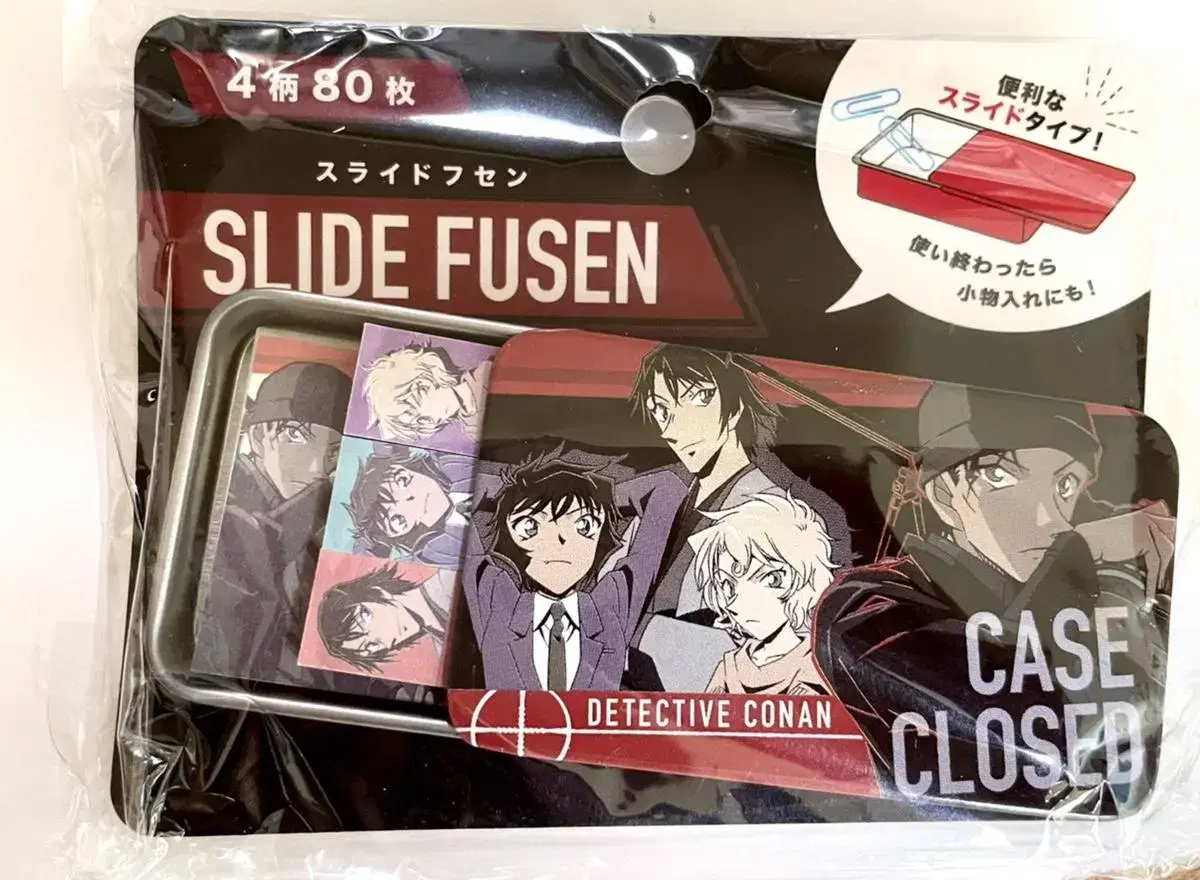 4柄80枚
スライドフセン
SLIDE FUSEN
便利な
スライドタイプ!
使い終わったら
小物入れにも!
DETECTIVE CONAN
CASE
CLOSED